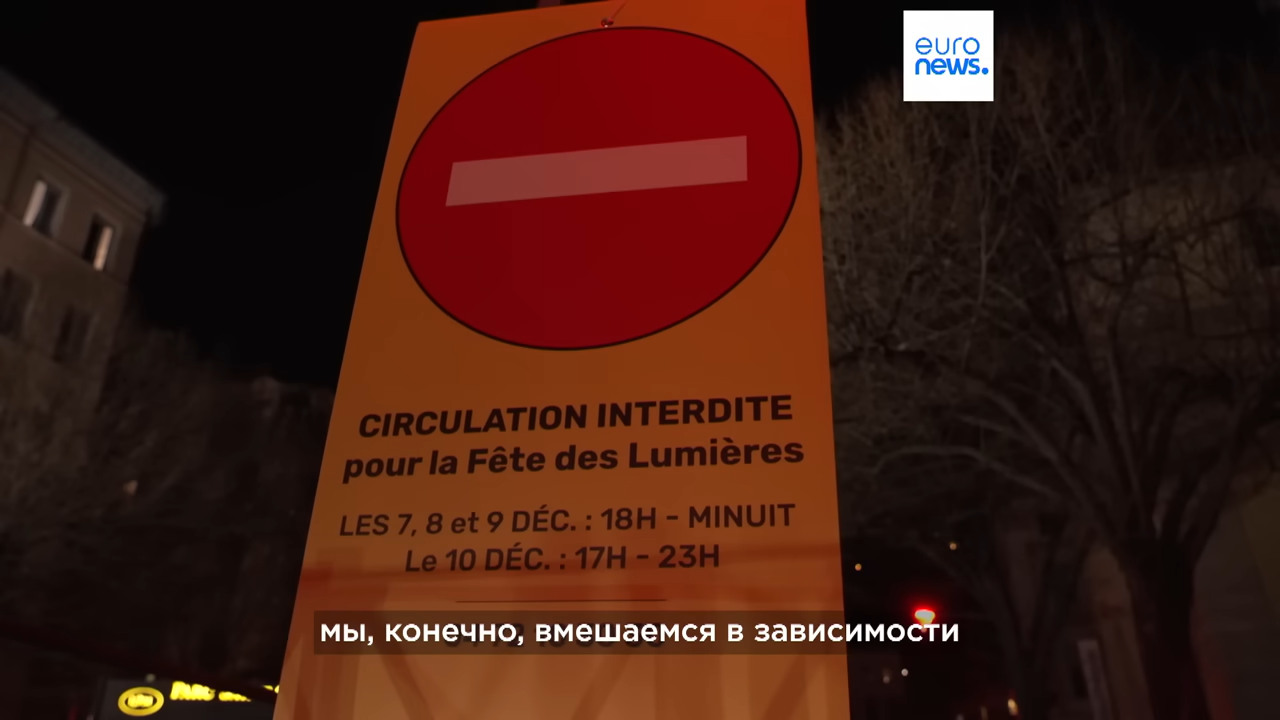 euro
news.
CIRCULATION INTERDITE
pour la Fête des Lumières
LES 7, 8 et 9 DÉC. : 18H - MINUIT
Le 10 DÉC. : 17H - 23H
мы, конечно, вмешаемся в зависимости